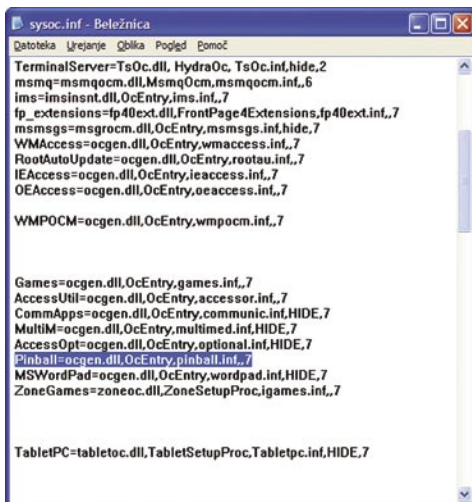 sysoc.inf - Beležnica
Datoteka Urejanje Oblika Pogled Pomoč
TerminalServer=TsOc.dll, HydraOc, TsOc.inf,hide,2
msmq=msmqocm.dll,MsmqOcm,msmqocm.inf,,6
ims=imsinsnt.dll,OcEntry,ims.inf,,7
fp_extensions=fp40ext.dll,FrontPage4Extensions,fp40ext.inf,,7
msmsgs=msgrocm.dll,OcEntry,msmsgs.inf,hide,7
WMAccess=ocgen.dll,OcEntry,wmaccess.inf,,7
RootAutoUpdate=ocgen.dll,OcEntry,rootau.inf,,7
IEAccess=ocgen.dll,OcEntry,ieaccess.inf,,7
OEAccess=ocgen.dll,OcEntry,oeaccess.inf,,7
WMPOCM=ocgen.dll,OcEntry,wmpocm.inf,,7
Games=ocgen.dll,OcEntry,games.inf,,7
AccessUtil=ocgen.dll,OcEntry,accessor.inf,,7
CommApps=ocgen.dll,OcEntry,communic.inf,HIDE,7
MultiM=ocgen.dll,OcEntry,multimed.inf,HIDE,7
AccessOpt=ocgen.dll,OcEntry,optional.inf,HIDE,7
Pinball=ocgen.dll,OcEntry,pinball.inf,,7
MSWordPad=ocgen.dll,OcEntry,wordpad.inf,HIDE,7
ZoneGames=zoneoc.dll,ZoneSetupProc,igames.inf,,7
TabletPC=tabletoc.dll,TabletSetupProc,Tabletpc.inf,HIDE,7